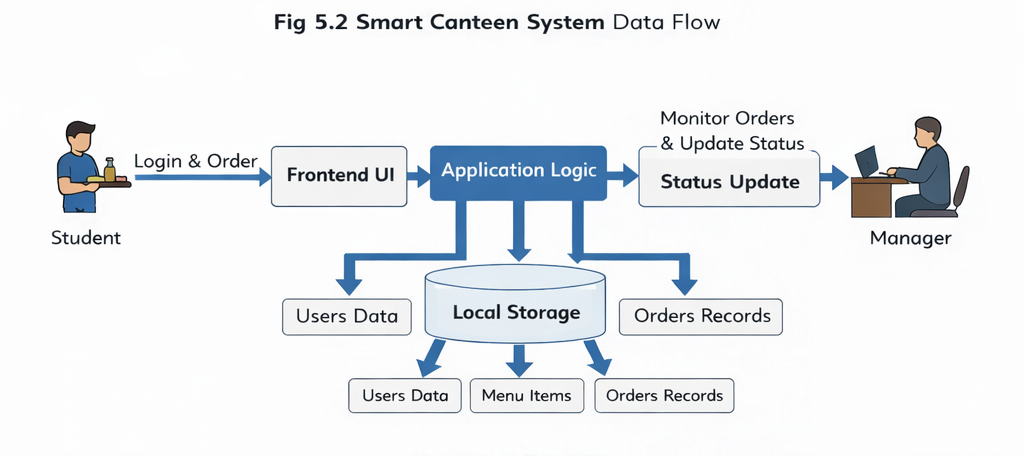 Fig 5.2 Smart Canteen System Data Flow
Monitor Orders
& Update Status
Login & Order
Frontend UI
Application Logic
Status Update
Student
Manager
Users Data
Local Storage
Orders Records
Users Data
Menu Items
Orders Records